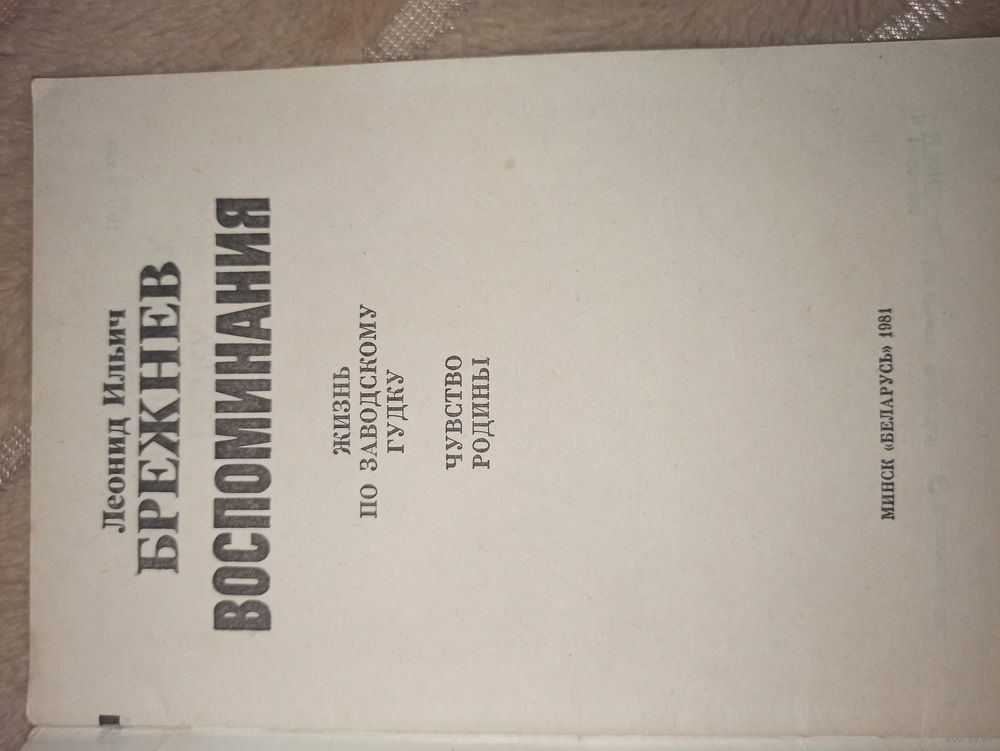 Леонид Ильич
БРЕЖНЕВ
ВОСПОМИНАНИЯ
ЖИЗНЬ
ПО ЗАВОДСКОМУ
ГУДКУ
ЧУВСТВО
РОДИНЫ
МИНСК «БЕЛАРУСЬ» 1981